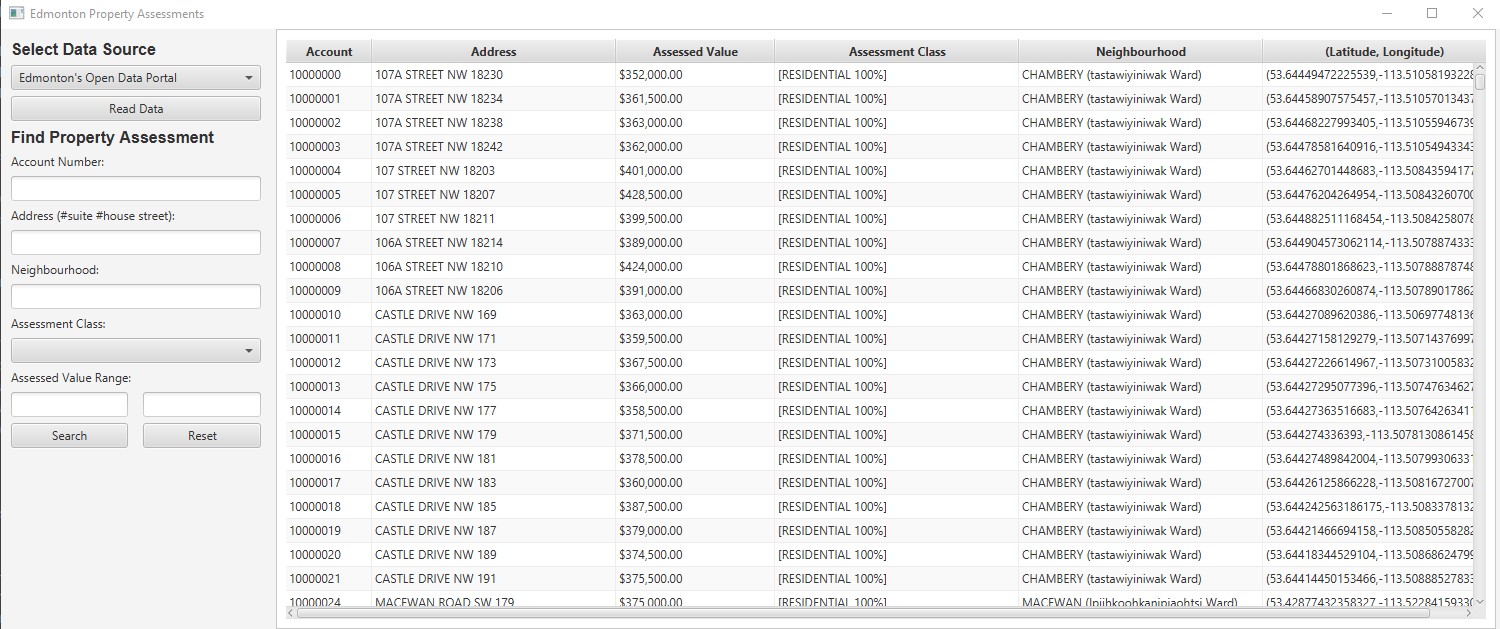 Edmonton Property Assessments
Select Data Source
Edmonton's Open Data Portal
Read Data
Find Property Assessment
Account Number:
Address (#suite #house street):
Neighbourhood:
Assessment Class:
Assessed Value Range:
Search Reset
Account Address Assessed Value Assessment Class Neighbourhood (Latitude, Longitude)
10000000 107A STREET NW 18230 $352,000.00 [RESIDENTIAL 100%] CHAMBERY (tastawiyiniwak Ward) (53.64449472225539,-113.51058193228
10000001 107A STREET NW 18234 $361,500.00 [RESIDENTIAL 100%] CHAMBERY (tastawiyiniwak Ward) (53.64458907575457,-113.51057013437
10000002 107A STREET NW 18238 $363,000.00 [RESIDENTIAL 100%] CHAMBERY (tastawiyiniwak Ward) (53.64468227993405,-113.51055946739
10000003 107A STREET NW 18242 $362,000.00 [RESIDENTIAL 100%] CHAMBERY (tastawiyiniwak Ward) (53.64478581640916,-113.51054943343
10000004 107 STREET NW 18203 $401,000.00 [RESIDENTIAL 100%] CHAMBERY (tastawiyiniwak Ward) (53.64462701448683,-113.50843594177
10000005 107 STREET NW 18207 $428,500.00 [RESIDENTIAL 100%] CHAMBERY (tastawiyiniwak Ward) (53.64476204264954,-113.50843260700
10000006 107 STREET NW 18211 $399,500.00 [RESIDENTIAL 100%] CHAMBERY (tastawiyiniwak Ward) (53.644882511168454,-113.5084258078
10000007 106A STREET NW 18214 $389,000.00 [RESIDENTIAL 100%] CHAMBERY (tastawiyiniwak Ward) (53.644904573062114,-113.5078874333
10000008 106A STREET NW 18210 $424,000.00 [RESIDENTIAL 100%] CHAMBERY (tastawiyiniwak Ward) (53.64478801868623,-113.50788878748
10000009 106A STREET NW 18206 $391,000.00 [RESIDENTIAL 100%] CHAMBERY (tastawiyiniwak Ward) (53.64466830260874,-113.50789017862
10000010 CASTLE DRIVE NW 169 $363,000.00 [RESIDENTIAL 100%] CHAMBERY (tastawiyiniwak Ward) (53.64427089620386,-113.50697748136
10000011 CASTLE DRIVE NW 171 $359,500.00 [RESIDENTIAL 100%] CHAMBERY (tastawiyiniwak Ward) (53.64427158129279,-113.50714376997
10000012 CASTLE DRIVE NW 173 $367,500.00 [RESIDENTIAL 100%] CHAMBERY (tastawiyiniwak Ward) (53.64427226614967,-113.50731005832
10000013 CASTLE DRIVE NW 175 $366,000.00 [RESIDENTIAL 100%] CHAMBERY (tastawiyiniwak Ward) (53.64427295077396,-113.50747634627
10000014 CASTLE DRIVE NW 177 $358,500.00 [RESIDENTIAL 100%] CHAMBERY (tastawiyiniwak Ward) (53.64427363516683,-113.50764263411
10000015 CASTLE DRIVE NW 179 $371,500.00 [RESIDENTIAL 100%] CHAMBERY (tastawiyiniwak Ward) (53.644274336393,-113.5078130861458
10000016 CASTLE DRIVE NW 181 $378,500.00 [RESIDENTIAL 100%] CHAMBERY (tastawiyiniwak Ward) (53.64427489842004,-113.50799306331
10000017 CASTLE DRIVE NW 183 $360,000.00 [RESIDENTIAL 100%] CHAMBERY (tastawiyiniwak Ward) (53.64426125866228,-113.50816727007
10000018 CASTLE DRIVE NW 185 $387,500.00 [RESIDENTIAL 100%] CHAMBERY (tastawiyiniwak Ward) (53.644242563186175,-113.5083378132
10000019 CASTLE DRIVE NW 187 $379,000.00 [RESIDENTIAL 100%] CHAMBERY (tastawiyiniwak Ward) (53.64421466694158,-113.50850558282
10000020 CASTLE DRIVE NW 189 $374,500.00 [RESIDENTIAL 100%] CHAMBERY (tastawiyiniwak Ward) (53.64418344529104,-113.50868624799
10000021 CASTLE DRIVE NW 191 $375,500.00 [RESIDENTIAL 100%] CHAMBERY (tastawiyiniwak Ward) (53.64414450153466,-113.50888527833
10000024 MACEWAN ROAD SW 179 $375,000.00 [RESIDENTIAL 100%] MACEWAN (Ipiihkoohkanipiaohtsi Ward) (53.42877432358327,-113.52284159330